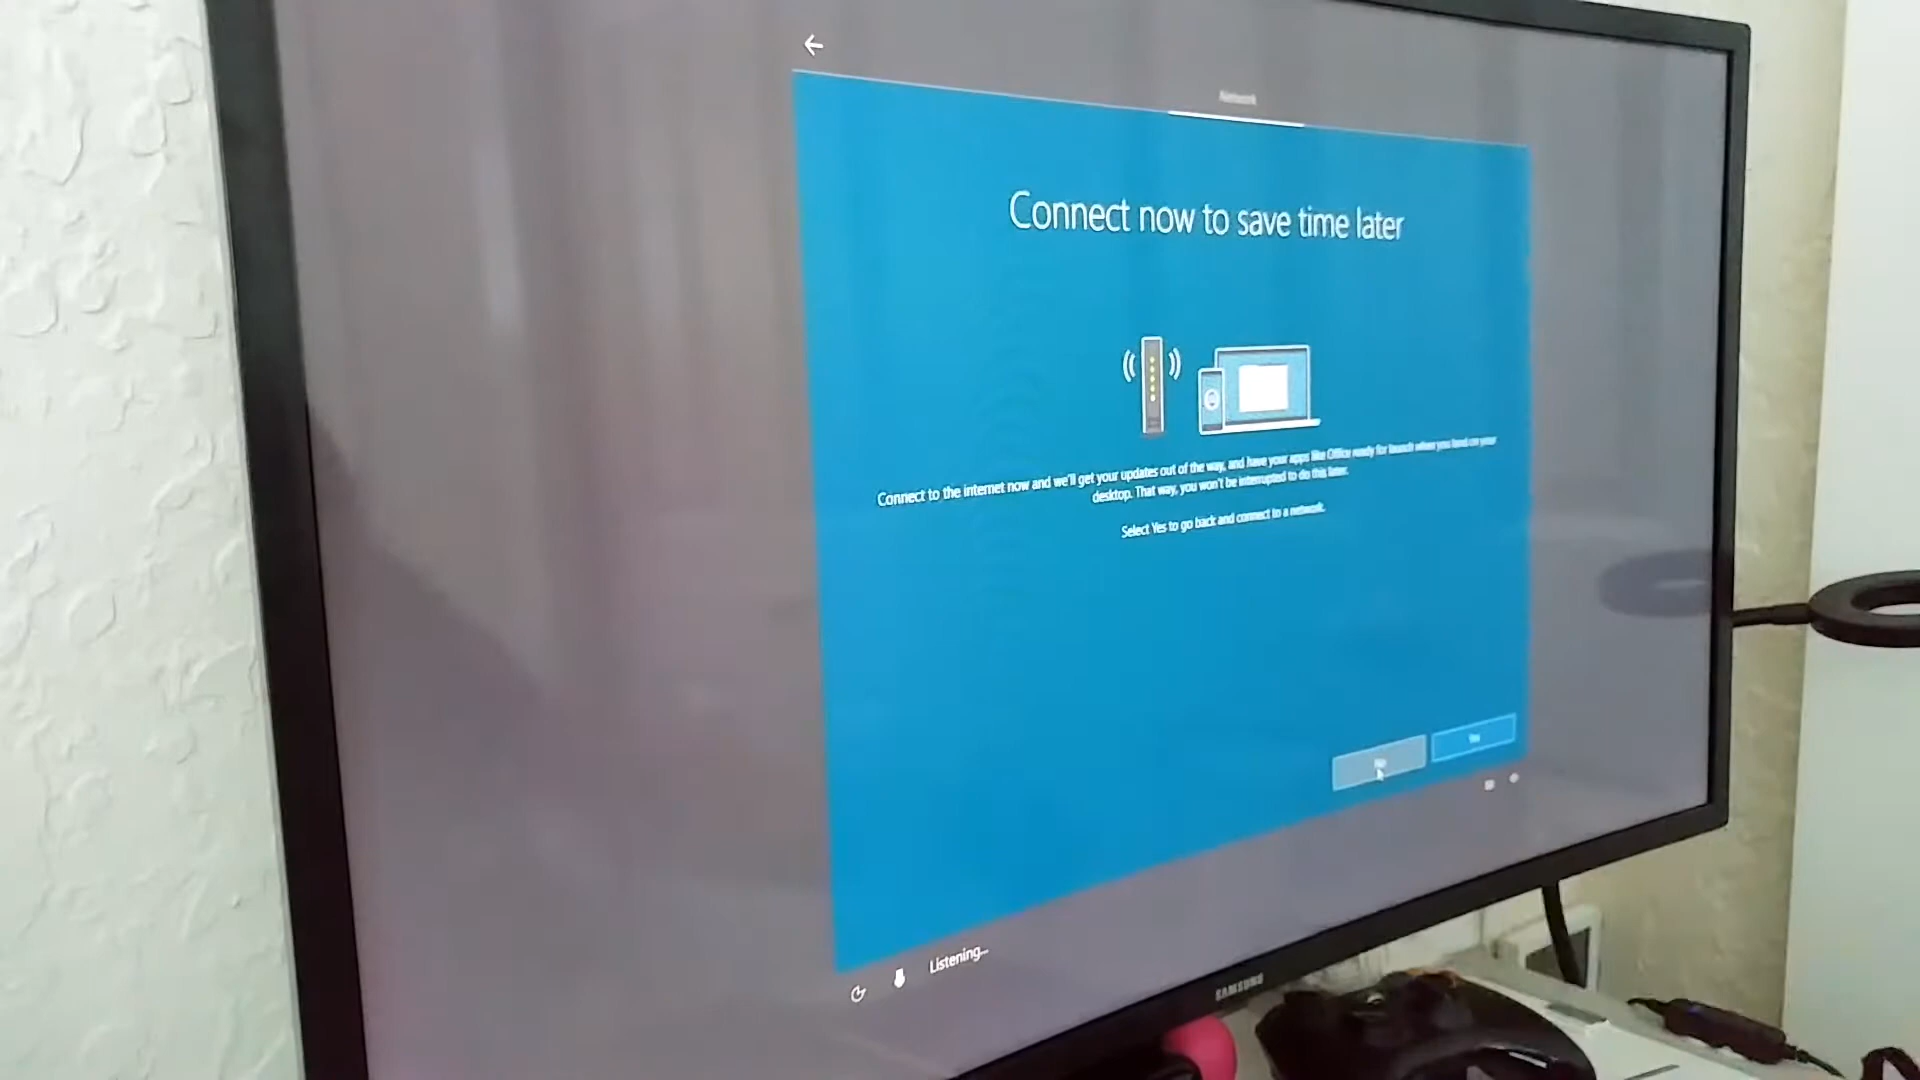 Network
Connect now to save time later
Connect to the internet now and we'll get your updates out of the way, and have your apps like Office ready for launch when you land on your
desktop. That way, you won't be interrupted to do this later.
Select Yes to go back and connect to a network.
No
Yes
Listening...
SAMSUNG